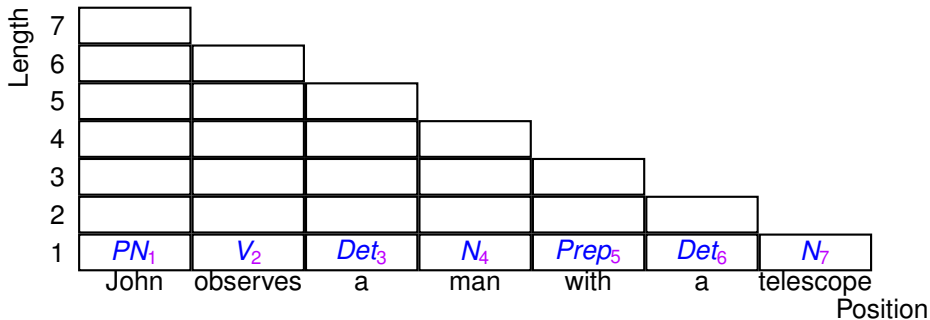 Length
7
6
5
4
3
2
1 PN1 V2 Det3 N4 Prep5 Det6 N7
John observes a man with a telescope
Position